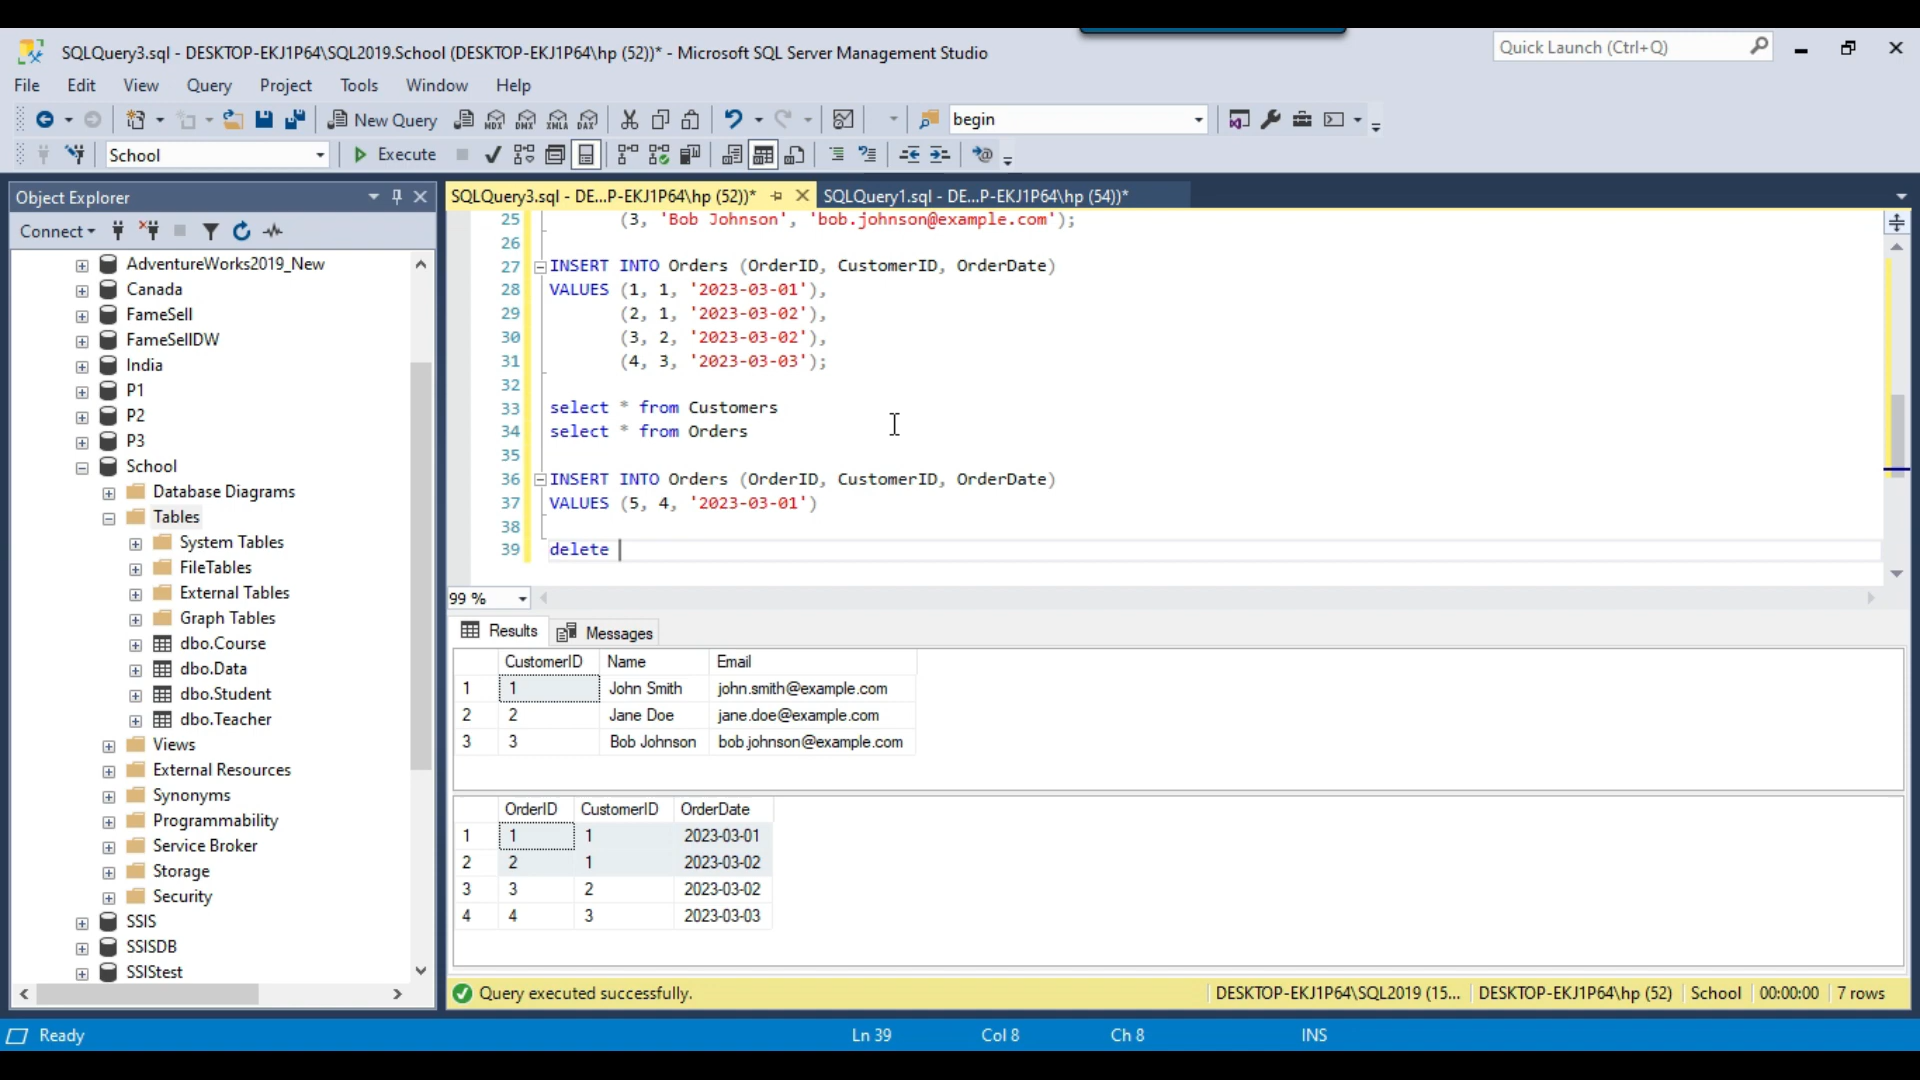 SQLQuery3.sql - DESKTOP-EKJ1P64\SQL2019.School (DESKTOP-EKJ1P64\hp (52))* - Microsoft SQL Server Management Studio
Quick Launch (Ctrl+Q)
File Edit View Query Project Tools Window Help
New Query MDX DMX XMLA DAX begin
School Execute
Object Explorer
SQLQuery3.sql - DE...P-EKJ1P64\hp (52))* SQLQuery1.sql - DE...P-EKJ1P64\hp (54))*
Connect
AdventureWorks2019_New
Canada
FameSell
FameSellDW
India
P1
P2
P3
School
Database Diagrams
Tables
System Tables
FileTables
External Tables
Graph Tables
dbo.Course
dbo.Data
dbo.Student
dbo.Teacher
Views
External Resources
Synonyms
Programmability
Service Broker
Storage
Security
SSIS
SSISDB
SSIStest
25 (3, 'Bob Johnson', 'bob.johnson@example.com');
26
27 INSERT INTO Orders (OrderID, CustomerID, OrderDate)
28 VALUES (1, 1, '2023-03-01'),
29 (2, 1, '2023-03-02'),
30 (3, 2, '2023-03-02'),
31 (4, 3, '2023-03-03');
32
33 select * from Customers
34 select * from Orders
35
36 INSERT INTO Orders (OrderID, CustomerID, OrderDate)
37 VALUES (5, 4, '2023-03-01')
38
39 delete
99 %
Results Messages
CustomerID Name Email
1 1 John Smith john.smith@example.com
2 2 Jane Doe jane.doe@example.com
3 3 Bob Johnson bob.johnson@example.com
OrderID CustomerID OrderDate
1 1 1 2023-03-01
2 2 1 2023-03-02
3 3 2 2023-03-02
4 4 3 2023-03-03
Query executed successfully. DESKTOP-EKJ1P64\SQL2019 (15... DESKTOP-EKJ1P64\hp (52) School 00:00:00 7 rows
Ready Ln 39 Col 8 Ch 8 INS